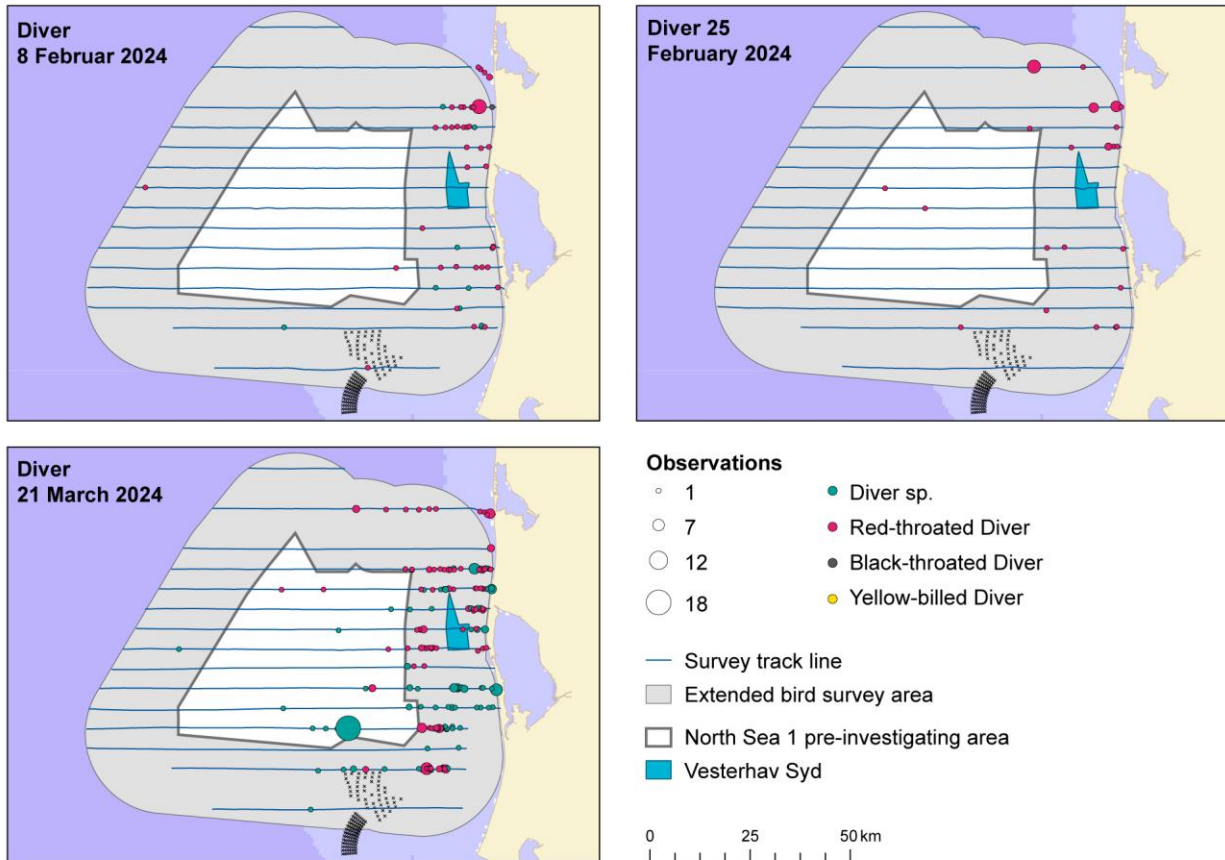 Diver
8 Februar 2024
Diver 25
February 2024
Diver
21 March 2024
Observations
1
7
12
18
Diver sp.
Red-throated Diver
Black-throated Diver
Yellow-billed Diver
Survey track line
Extended bird survey area
North Sea 1 pre-investigating area
Vesterhav Syd
0 25 50 km